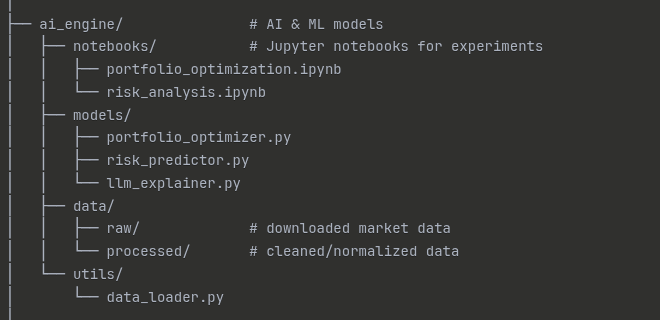 ├── ai_engine/               # AI & ML models
│   ├── notebooks/           # Jupyter notebooks for experiments
│   │   ├── portfolio_optimization.ipynb
│   │   └── risk_analysis.ipynb
│   ├── models/
│   │   ├── portfolio_optimizer.py
│   │   ├── risk_predictor.py
│   │   └── llm_explainer.py
│   ├── data/
│   │   ├── raw/             # downloaded market data
│   │   └── processed/       # cleaned/normalized data
│   └── utils/
│       └── data_loader.py